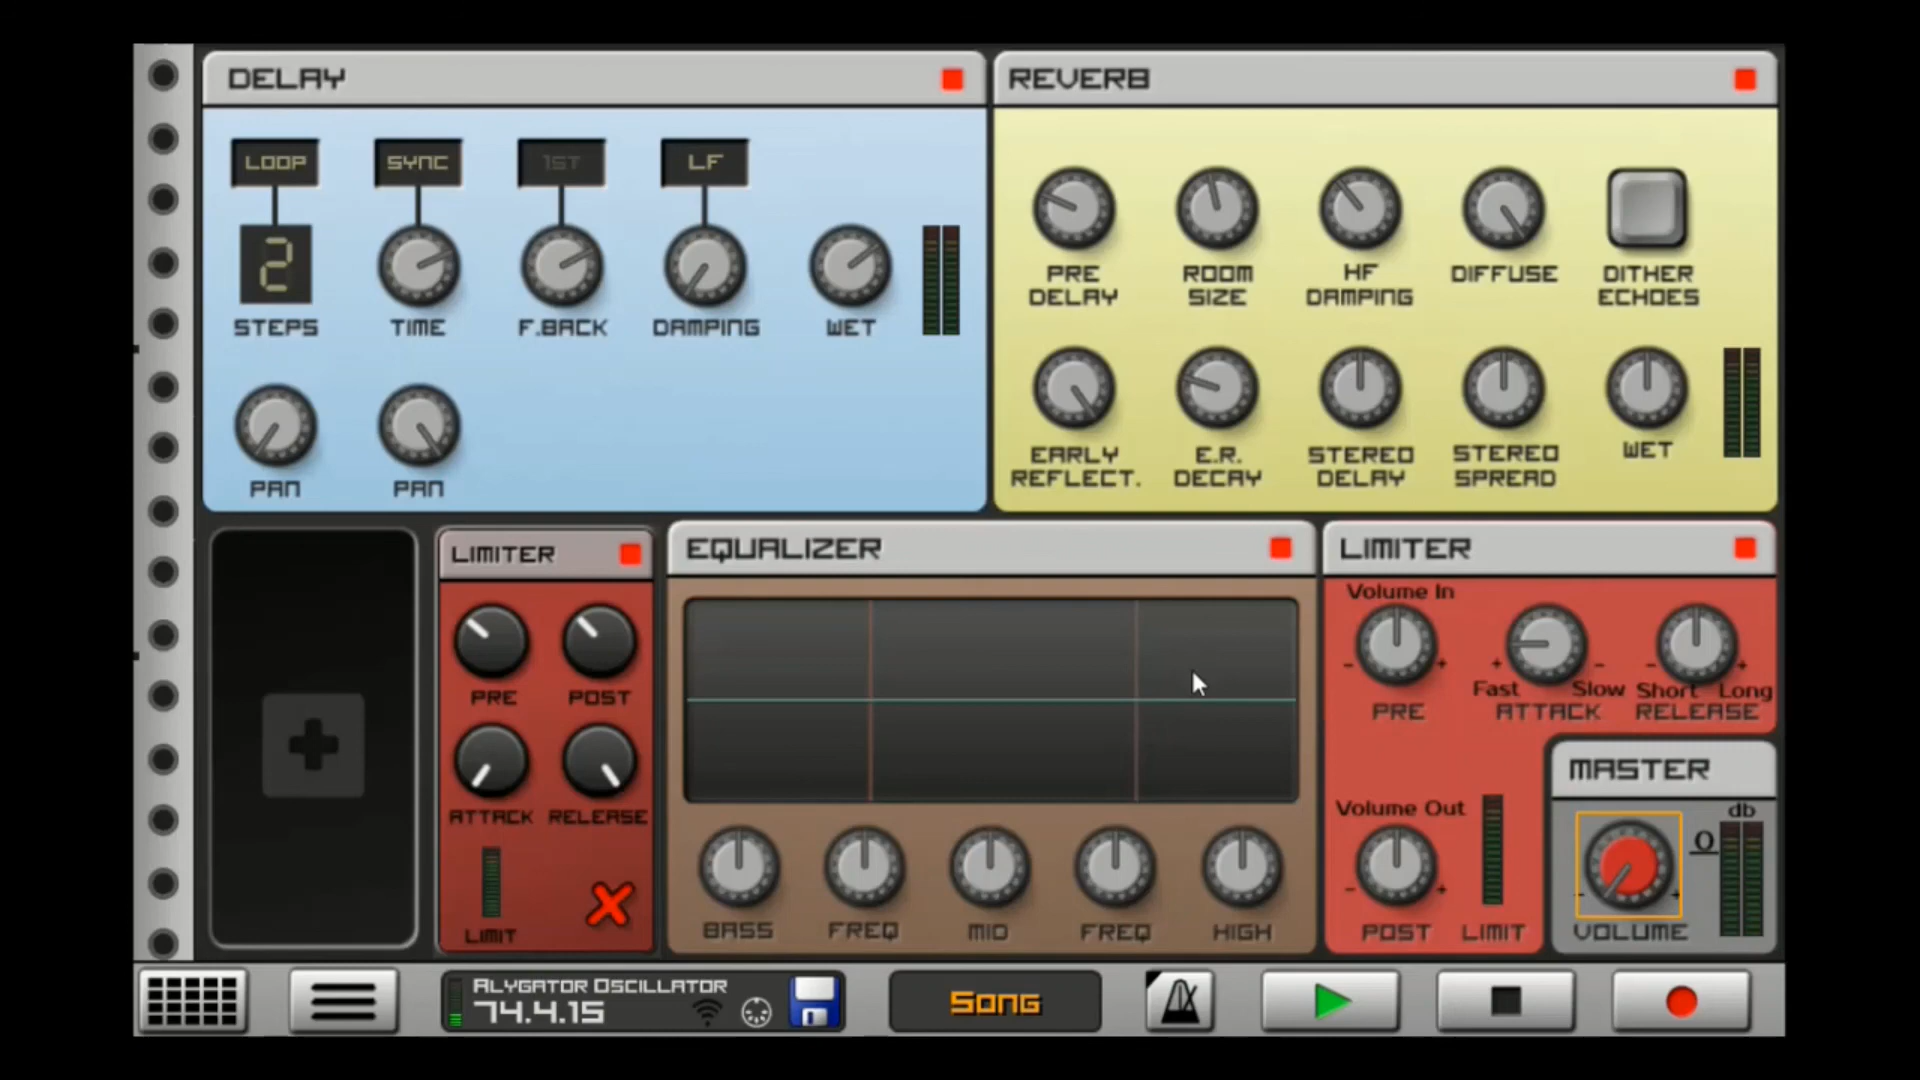 DELAY
REVERB
LOOP
SYNC
1ST
LF
2
STEPS
TIME
F.BACK
DAMPING
WET
PAN
PAN
PRE
DELAY
ROOM
SIZE
HF
DAMPING
DIFFUSE
DITHER
ECHOES
EARLY
REFLECT.
E.R.
DECAY
STEREO
DELAY
STEREO
SPREAD
WET
LIMITER
PRE
POST
ATTACK
RELEASE
LIMIT
EQUALIZER
BASS
FREQ
MID
FREQ
HIGH
LIMITER
Volume In
- +
PRE
+ -
Fast Slow
ATTACK
- +
Short Long
RELEASE
Volume Out
- +
POST
LIMIT
MASTER
db
0
- +
VOLUME
ALYGATOR OSCILLATOR
74.4.15
SONG